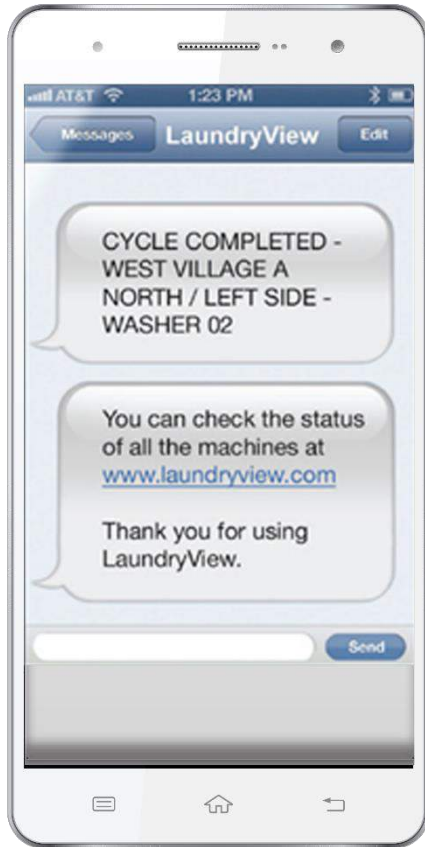 AT&T 1:23 PM
Messages LaundryView Edit
CYCLE COMPLETED -
WEST VILLAGE A
NORTH / LEFT SIDE -
WASHER 02
You can check the status
of all the machines at
www.laundryview.com
Thank you for using
LaundryView.
Send